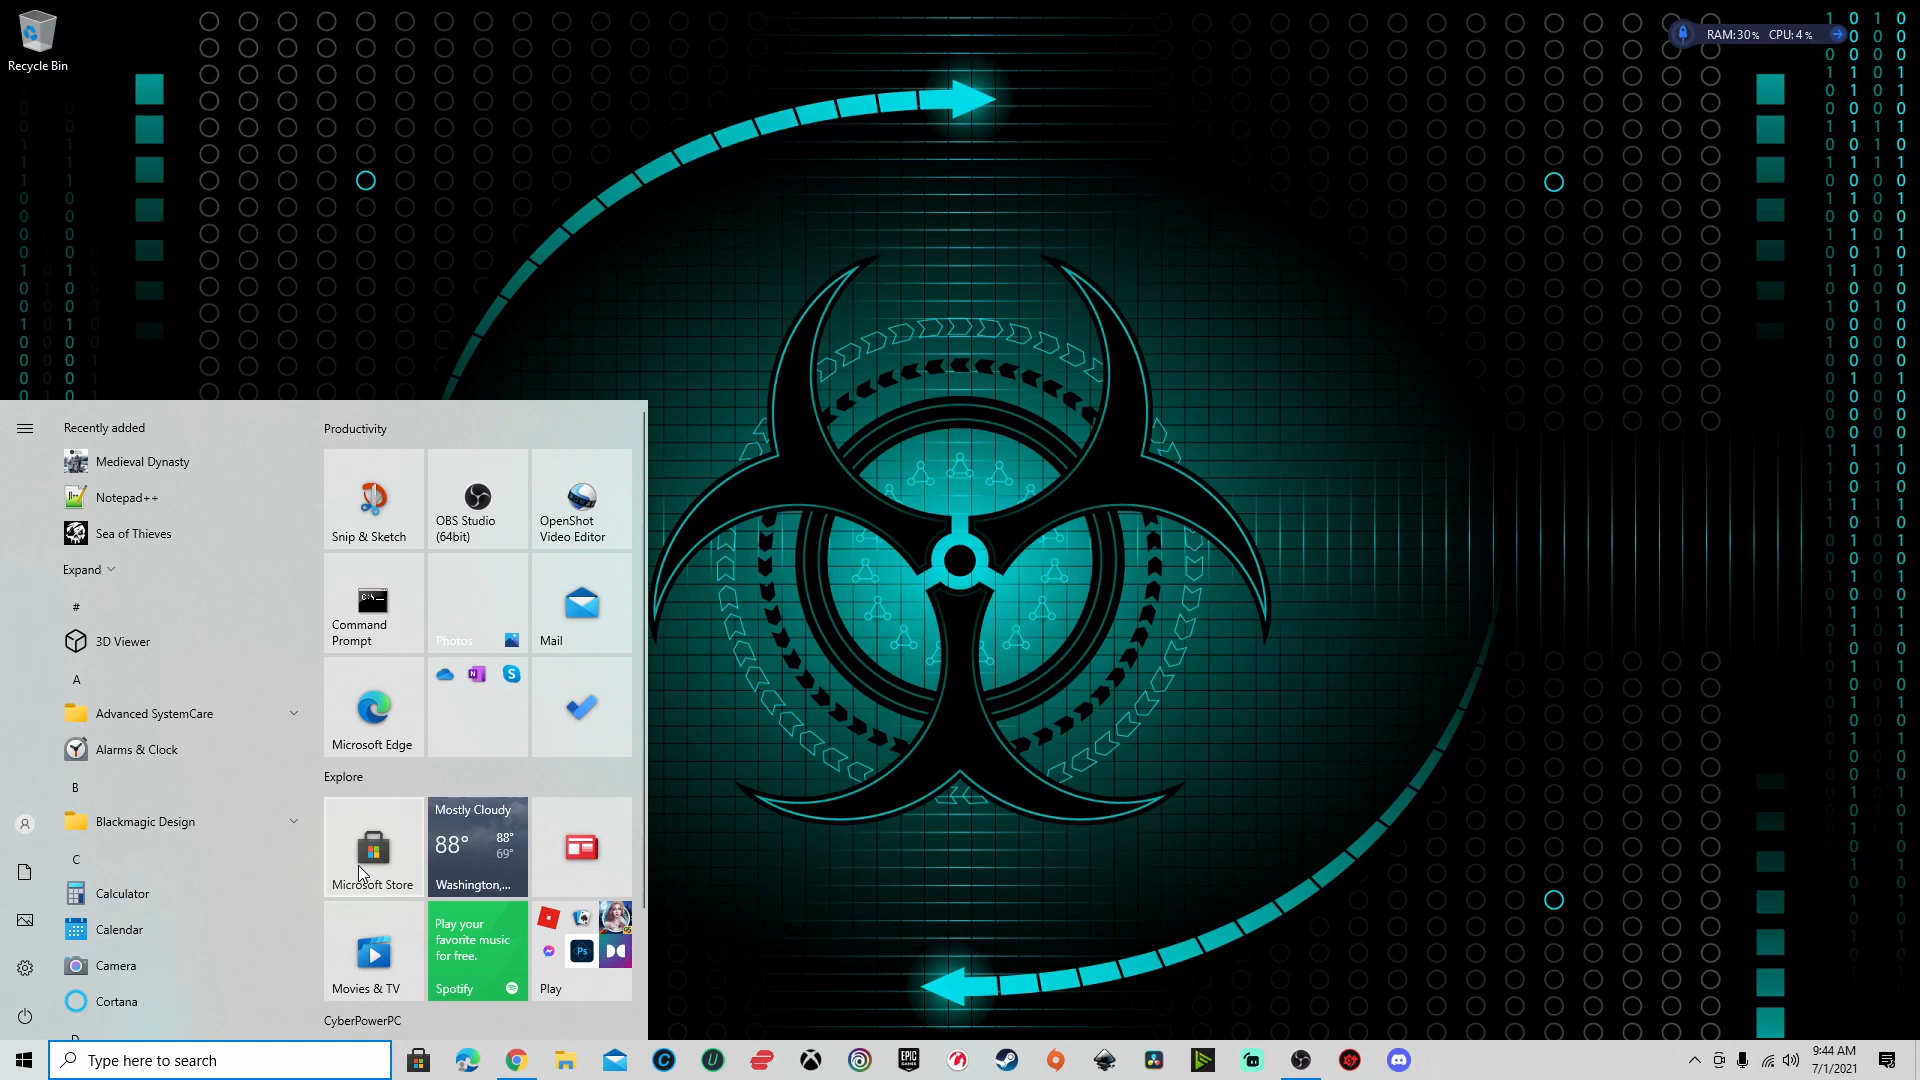 Recycle Bin
RAM:30% CPU:4%
Recently added
Medieval Dynasty
Notepad++
Sea of Thieves
Expand
#
3D Viewer
A
Advanced SystemCare
Alarms & Clock
B
Blackmagic Design
C
Calculator
Calendar
Camera
Cortana
Productivity
Snip & Sketch
OBS Studio
(64bit)
OpenShot
Video Editor
C:\
Command
Prompt
Photos
Mail
Microsoft Edge
Explore
Microsoft Store
Mostly Cloudy
88°
88°
69°
Washington,...
Movies & TV
Play your
favorite music
for free.
Spotify
Ps
Play
CyberPowerPC
Type here to search
EPIC
GAMES
9:44 AM
7/1/2021